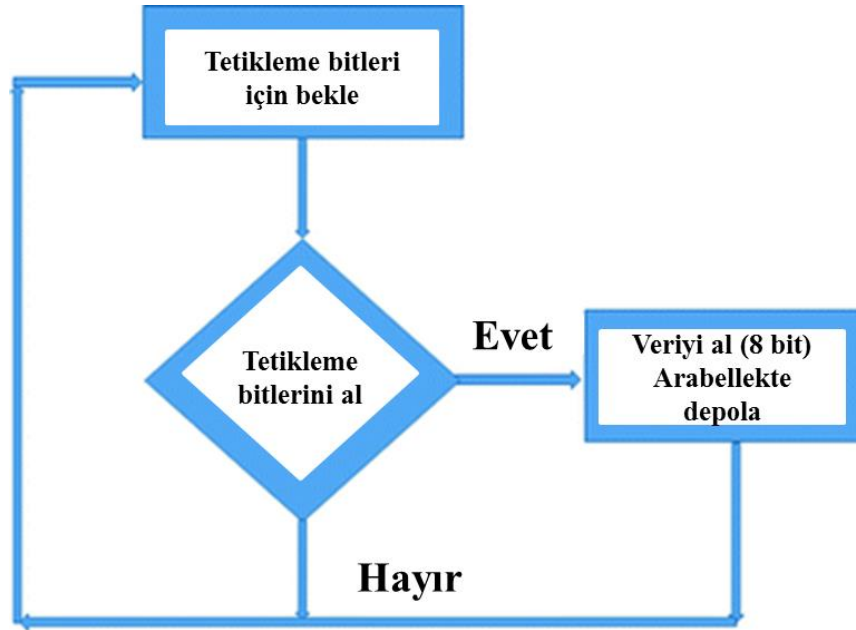 Tetikleme bitleri
için bekle
Tetikleme
bitlerini al
Evet
Veriyi al (8 bit)
Arabellekte
depola
Hayır